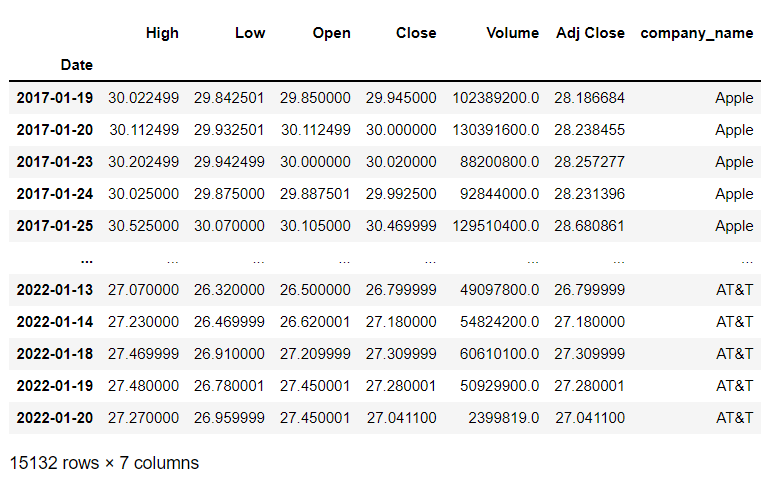 High Low Open Close Volume Adj Close company_name
Date
2017-01-19 30.022499 29.842501 29.850000 29.945000 102389200.0 28.186684 Apple
2017-01-20 30.112499 29.932501 30.112499 30.000000 130391600.0 28.238455 Apple
2017-01-23 30.202499 29.942499 30.000000 30.020000 88200800.0 28.257277 Apple
2017-01-24 30.025000 29.875000 29.887501 29.992500 92844000.0 28.231396 Apple
2017-01-25 30.525000 30.070000 30.105000 30.469999 129510400.0 28.680861 Apple
... ... ... ... ... ... ... ...
2022-01-13 27.070000 26.320000 26.500000 26.799999 49097800.0 26.799999 AT&T
2022-01-14 27.230000 26.469999 26.620001 27.180000 54824200.0 27.180000 AT&T
2022-01-18 27.469999 26.910000 27.209999 27.309999 60610100.0 27.309999 AT&T
2022-01-19 27.480000 26.780001 27.450001 27.280001 50929900.0 27.280001 AT&T
2022-01-20 27.270000 26.959999 27.450001 27.041100 2399819.0 27.041100 AT&T
15132 rows × 7 columns